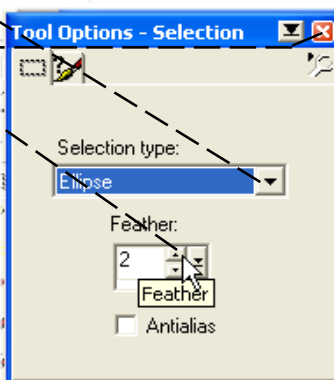 Tool Options - Selection
Selection type:
Ellipse
Feather:
2
Feather
Antialias